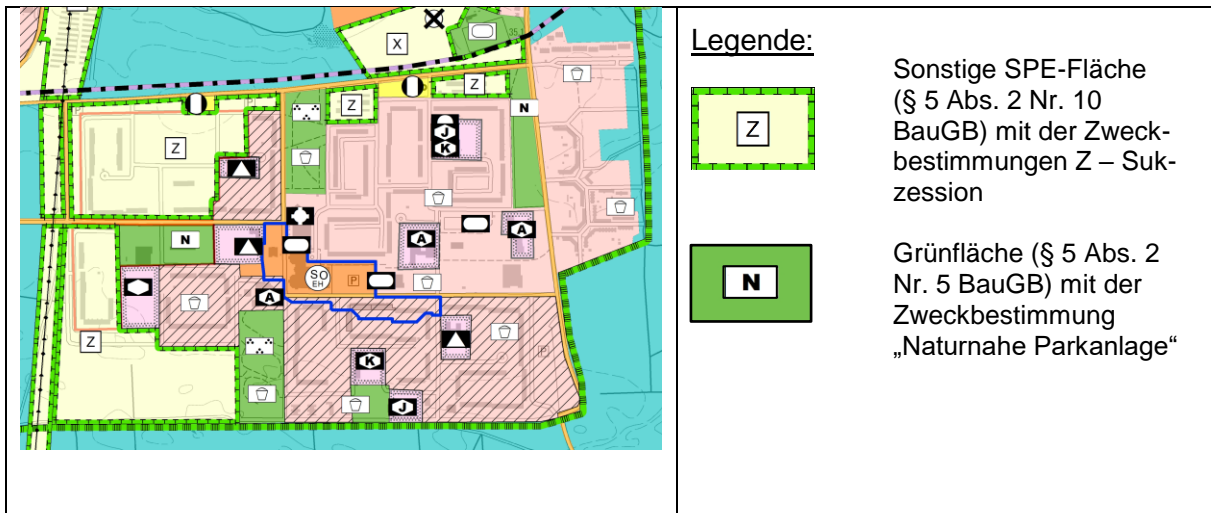 X
35
Z
Z
N
Z
J
K
N
A
A
SO
EH
P
A
Z
P
K
J
Legende:
Z
Sonstige SPE-Fläche
(§ 5 Abs. 2 Nr. 10
BauGB) mit der Zweck-
bestimmungen Z – Suk-
zession
N
Grünfläche (§ 5 Abs. 2
Nr. 5 BauGB) mit der
Zweckbestimmung
„Naturnahe Parkanlage“